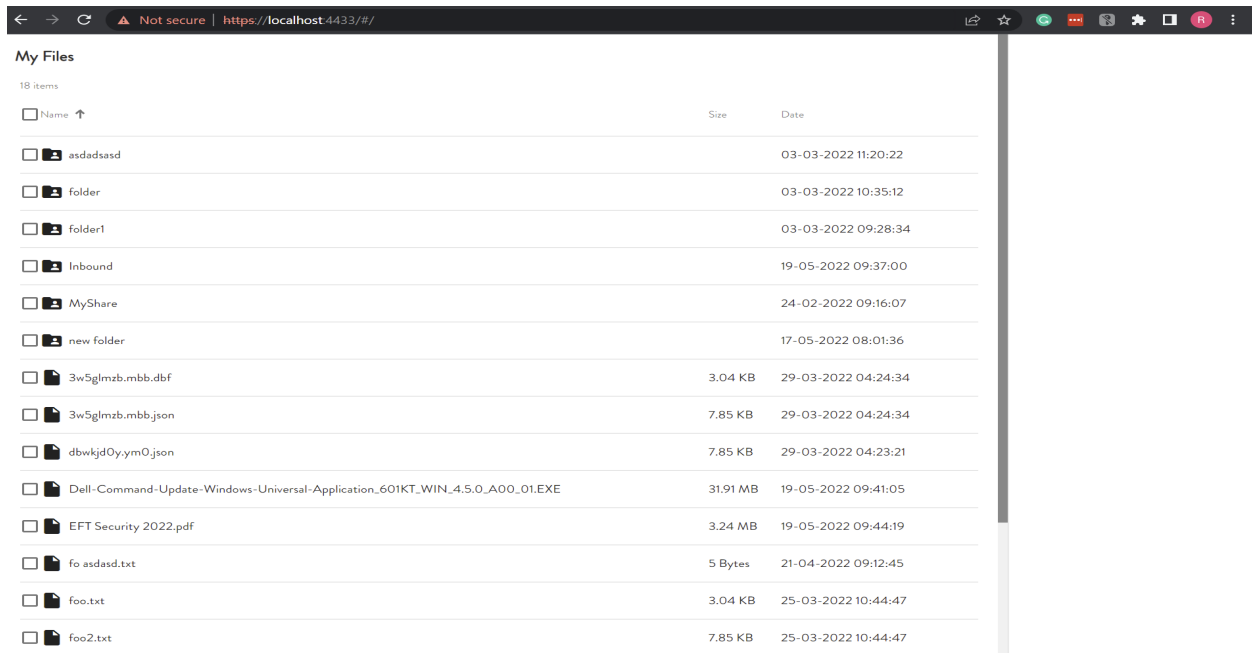 Not secure | https://localhost:4433/#/ R
My Files
18 items
Name Size Date
asdadsasd 03-03-2022 11:20:22
folder 03-03-2022 10:35:12
folder1 03-03-2022 09:28:34
Inbound 19-05-2022 09:37:00
MyShare 24-02-2022 09:16:07
new folder 17-05-2022 08:01:36
3w5glmzb.mbb.dbf 3.04 KB 29-03-2022 04:24:34
3w5glmzb.mbb.json 7.85 KB 29-03-2022 04:24:34
dbwkjd0y.ym0.json 7.85 KB 29-03-2022 04:23:21
Dell-Command-Update-Windows-Universal-Application_601KT_WIN_4.5.0_A00_01.EXE 31.91 MB 19-05-2022 09:41:05
EFT Security 2022.pdf 3.24 MB 19-05-2022 09:44:19
fo asdasd.txt 5 Bytes 21-04-2022 09:12:45
foo.txt 3.04 KB 25-03-2022 10:44:47
foo2.txt 7.85 KB 25-03-2022 10:44:47